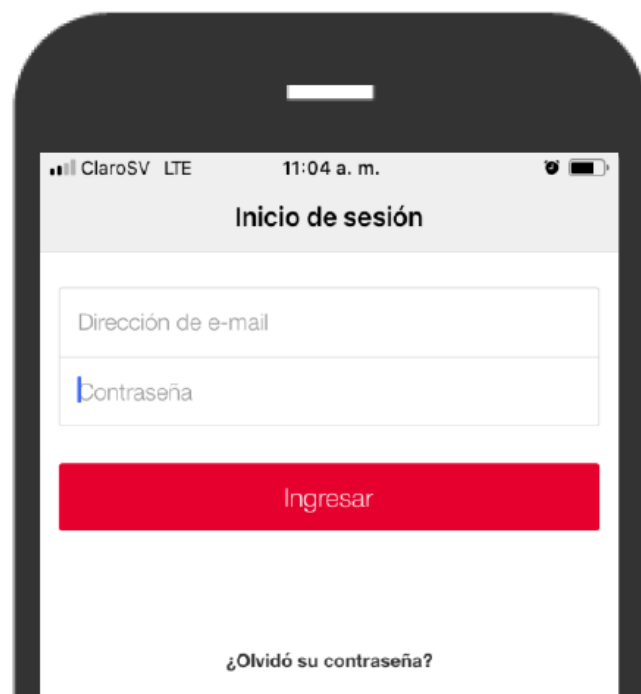 ClaroSV LTE 11:04 a. m.
Inicio de sesión
Dirección de e-mail
Contraseña
Ingresar
¿Olvidó su contraseña?